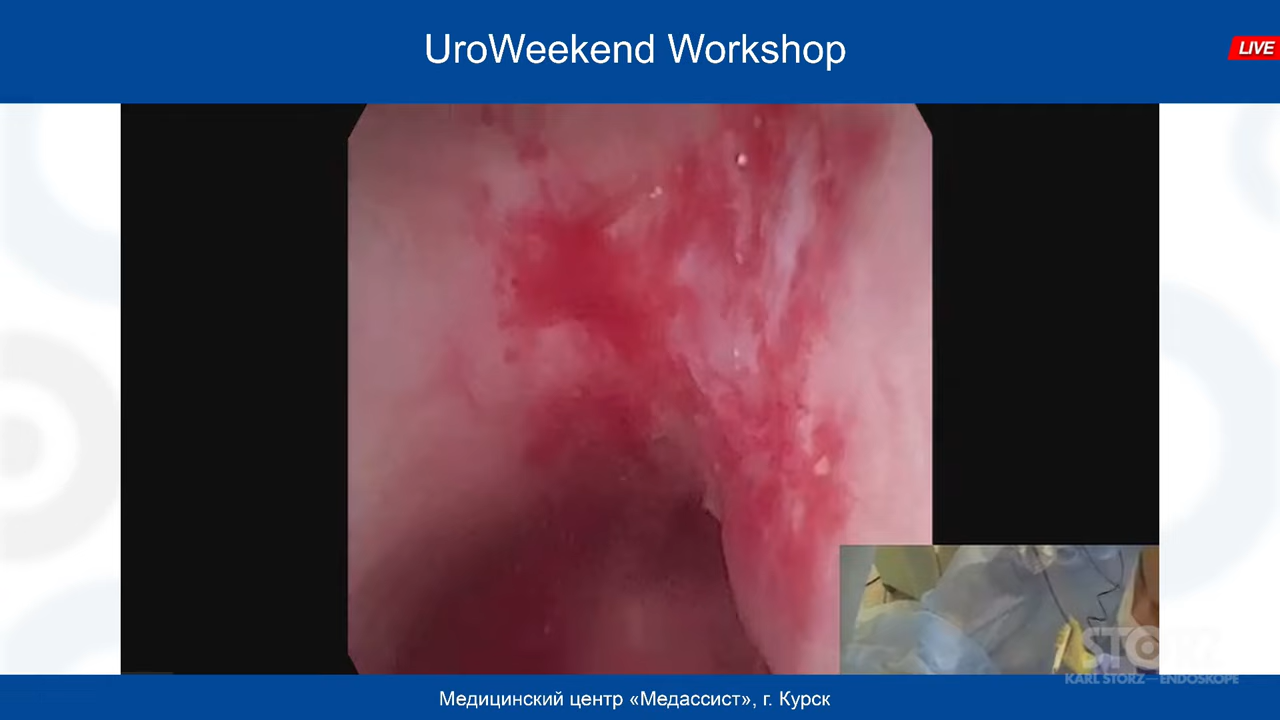 UroWeekend Workshop
LIVE
STORZ
KARL STORZ—ENDOSKOPE
Медицинский центр «Медассист», г. Курск